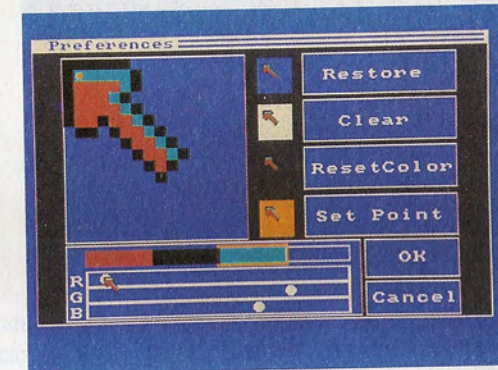 Preferences
Restore
Clear
ResetColor
Set Point
OK
Cancel
R
G
B